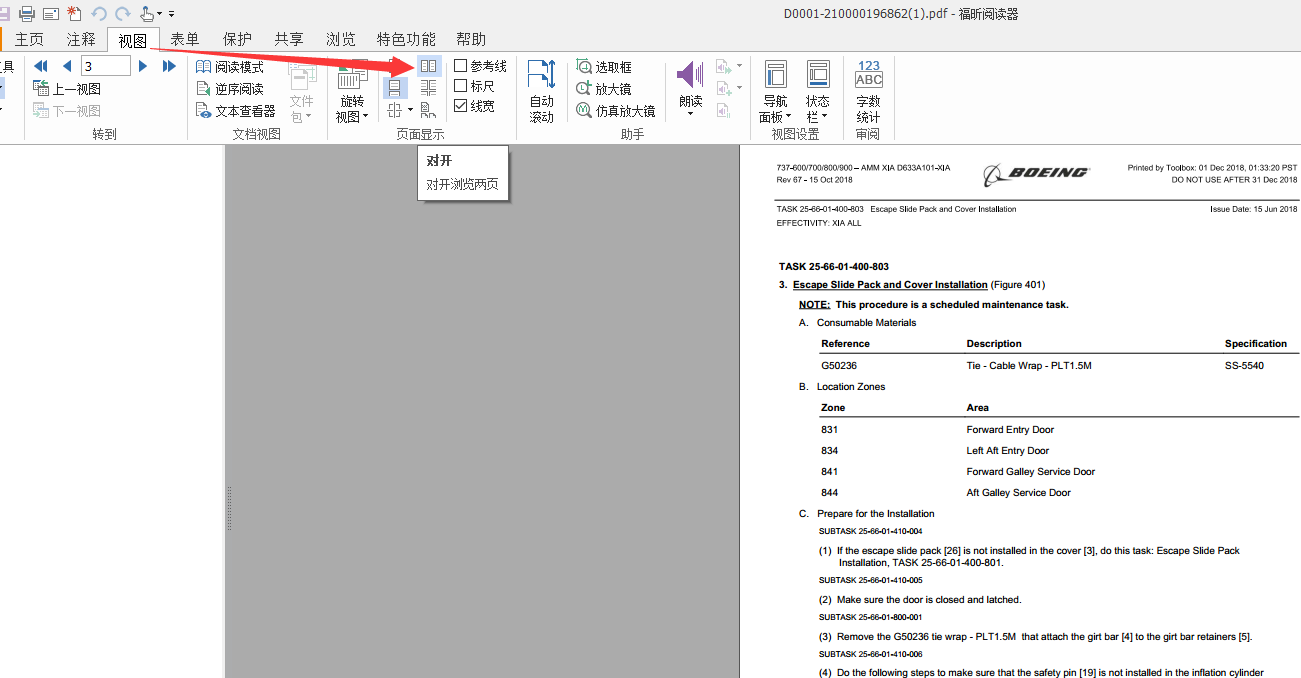 D0001-210000196862(1).pdf - 福昕阅读器
主页 注释 视图 表单 保护 共享 浏览 特色功能 帮助
具
3
上一视图
下一视图
转到
阅读模式
逆序阅读
文本查看器
文件包
文档视图
旋转视图
页面显示
参考线
标尺
线宽
自动滚动
选取框
放大镜
仿真放大镜
助手
朗读
导航面板
状态栏
视图设置
123
ABC
字数统计
审阅
对开
对开浏览两页
737-600/700/800/900 – AMM XIA D633A101-XIA
Rev 67 - 15 Oct 2018
BOEING
Printed by Toolbox: 01 Dec 2018, 01:33:20 PST
DO NOT USE AFTER 31 Dec 2018
TASK 25-66-01-400-803 Escape Slide Pack and Cover Installation
Issue Date: 15 Jun 2018
EFFECTIVITY: XIA ALL
TASK 25-66-01-400-803
3. Escape Slide Pack and Cover Installation (Figure 401)
NOTE: This procedure is a scheduled maintenance task.
A. Consumable Materials
Reference Description Specification
G50236 Tie - Cable Wrap - PLT1.5M SS-5540
B. Location Zones
Zone Area
831 Forward Entry Door
834 Left Aft Entry Door
841 Forward Galley Service Door
844 Aft Galley Service Door
C. Prepare for the Installation
SUBTASK 25-66-01-410-004
(1) If the escape slide pack [26] is not installed in the cover [3], do this task: Escape Slide Pack
Installation, TASK 25-66-01-400-801.
SUBTASK 25-66-01-410-005
(2) Make sure the door is closed and latched.
SUBTASK 25-66-01-800-001
(3) Remove the G50236 tie wrap - PLT1.5M that attach the girt bar [4] to the girt bar retainers [5].
SUBTASK 25-66-01-410-006
(4) Do the following steps to make sure that the safety pin [19] is not installed in the inflation cylinder